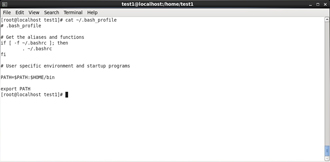 test1@localhost:/home/test1
File Edit View Search Terminal Help
[root@localhost test1]# cat ~/.bash_profile
# .bash_profile

# Get the aliases and functions
if [ -f ~/.bashrc ]; then
        . ~/.bashrc
fi

# User specific environment and startup programs

PATH=$PATH:$HOME/bin

export PATH
[root@localhost test1]#